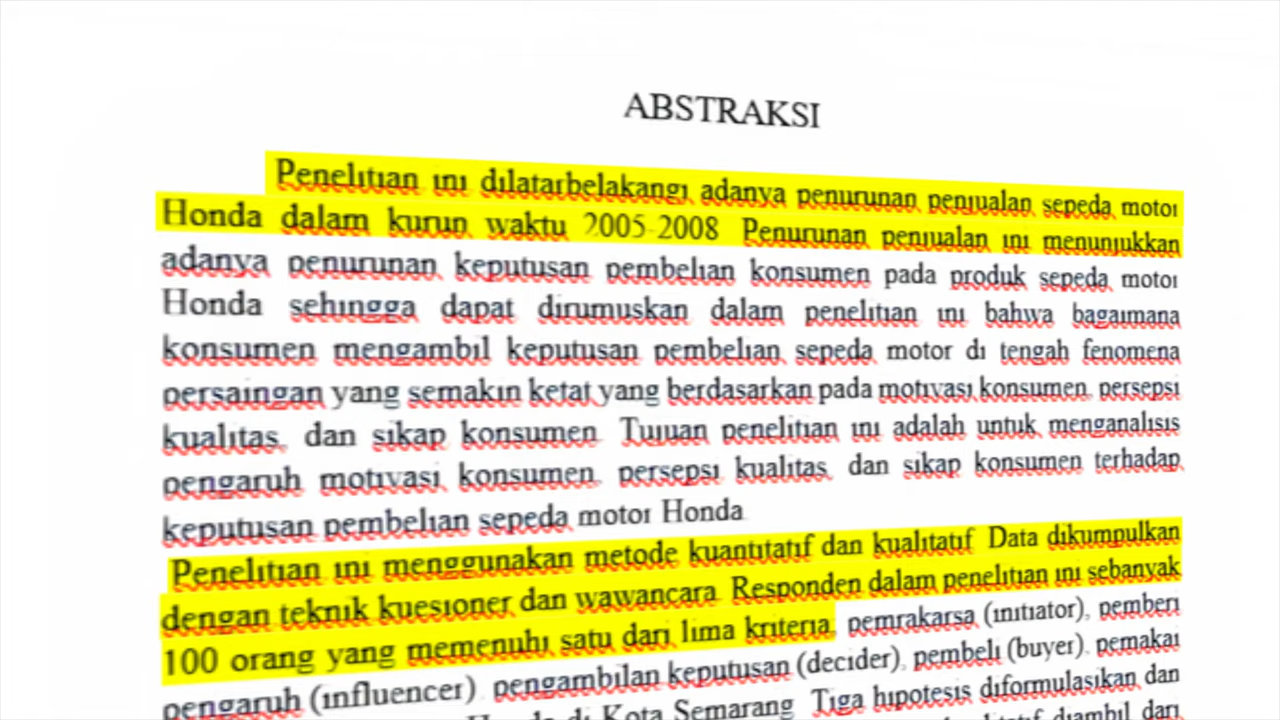 ABSTRAKSI
Penelitian ini dilatarbelakangi adanya penurunan penjualan sepeda motor
Honda dalam kurun waktu 2005-2008 Penurunan penjualan ini menunjukkan
adanya penurunan keputusan pembelian konsumen pada produk sepeda motor
Honda sehingga dapat dirumuskan dalam penelitian ini bahwa bagaimana
konsumen mengambil keputusan pembelian sepeda motor di tengah fenomena
persaingan yang semakin ketat yang berdasarkan pada motivasi konsumen, persepsi
kualitas, dan sikap konsumen. Tujuan penelitian ini adalah untuk menganalisis
pengaruh motivasi konsumen, persepsi kualitas, dan sikap konsumen terhadap
keputusan pembelian sepeda motor Honda
Penelitian ini menggunakan metode kuantitatif dan kualitatif Data dikumpulkan
dengan teknik kuesioner dan wawancara. Responden dalam penelitian ini sebanyak
100 orang yang memenuhi satu dari lima kriteria, pemrakarsa (initiator), pemberi
pengaruh (influencer), pengambilan keputusan (decider), pembeli (buyer), pemakai
Honda di Kota Semarang. Tiga hipotesis diformulasikan dan
diambil dari